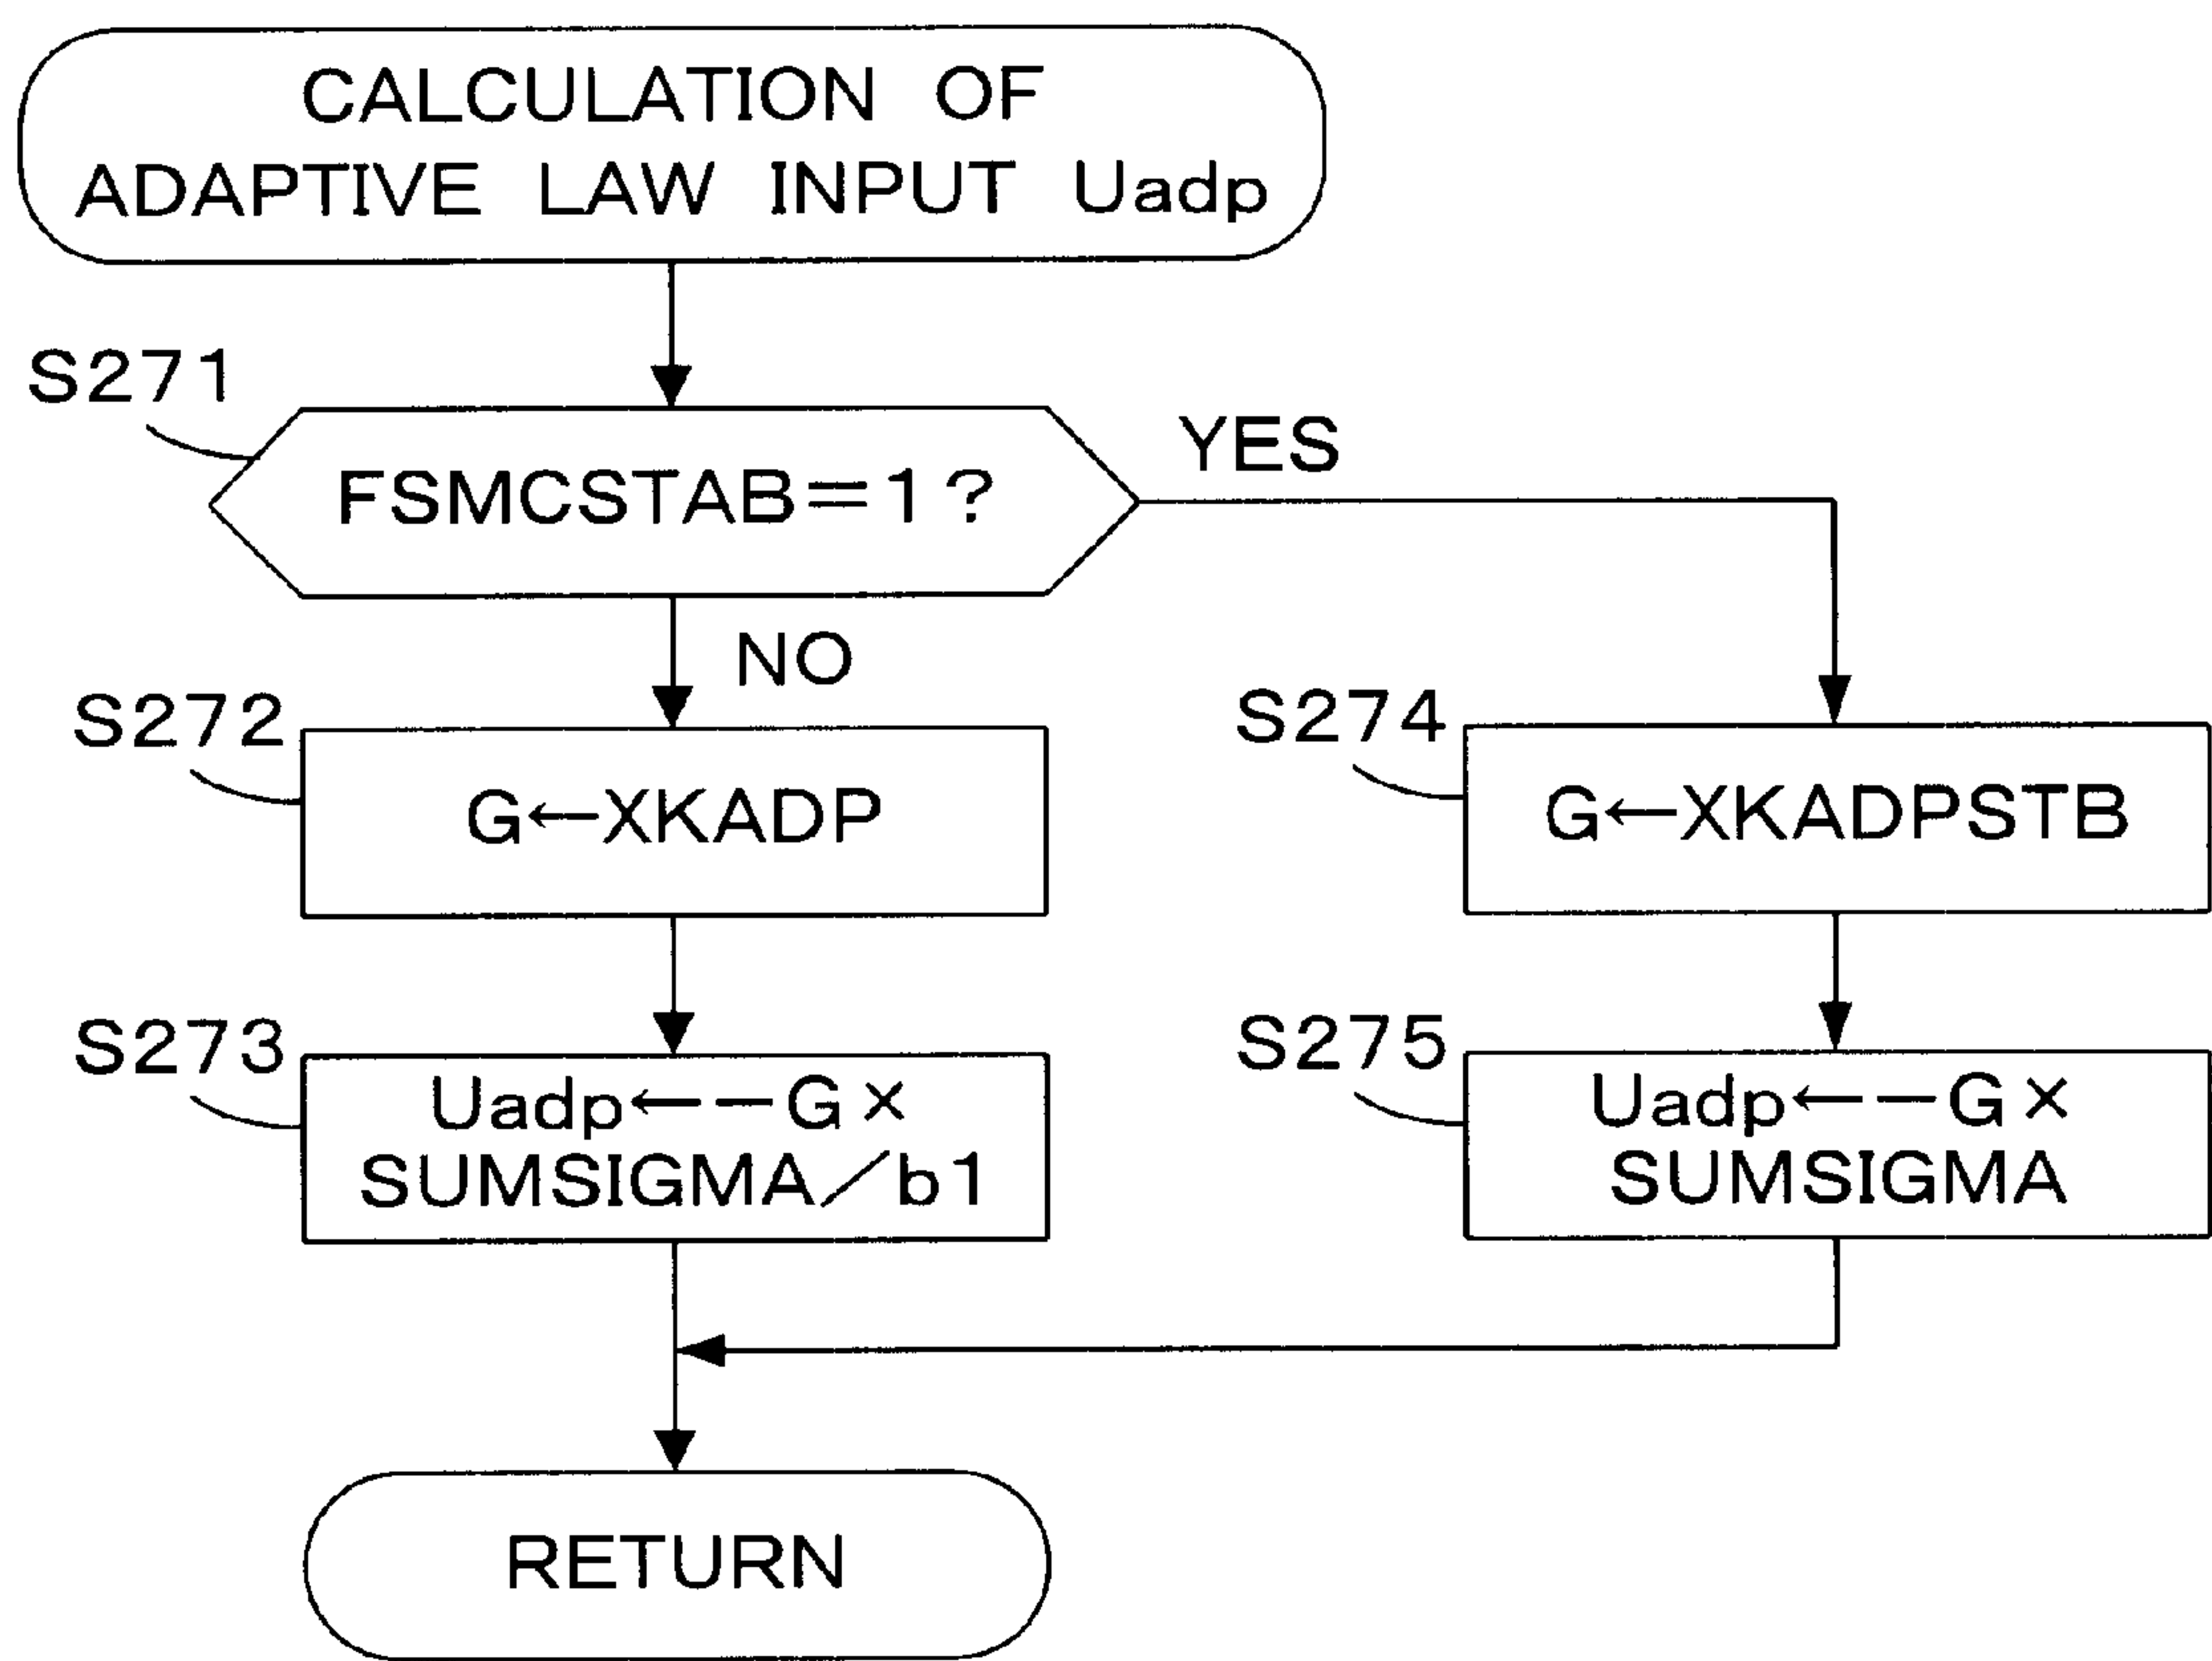 CALCULATION OF
ADAPTIVE LAW INPUT Uadp
S271
FSMCSTAB=1?
YES
NO
S272
G←XKADP
S274
G←XKADPSTB
S273
Uadp←−G×
SUMSIGMA/b1
S275
Uadp←−G×
SUMSIGMA
RETURN